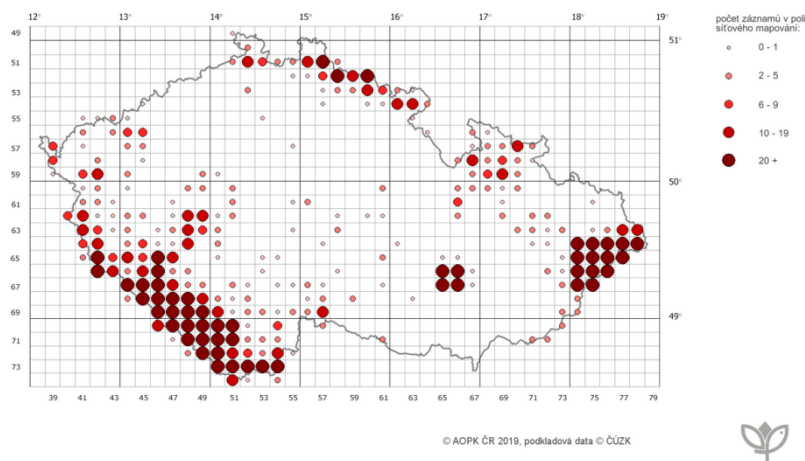 12° 13° 14° 15° 16° 17° 18° 19°
49
51°
51
53
55
57
50°
59
61
63
65
67
69
49°
71
73
39 41 43 45 47 49 51 53 55 57 59 61 63 65 67 69 71 73 75 77 79
počet záznamů v poli
síťového mapování:
0 - 1
2 - 5
6 - 9
10 - 19
20 +
© AOPK ČR 2019, podkladová data © ČÚZK